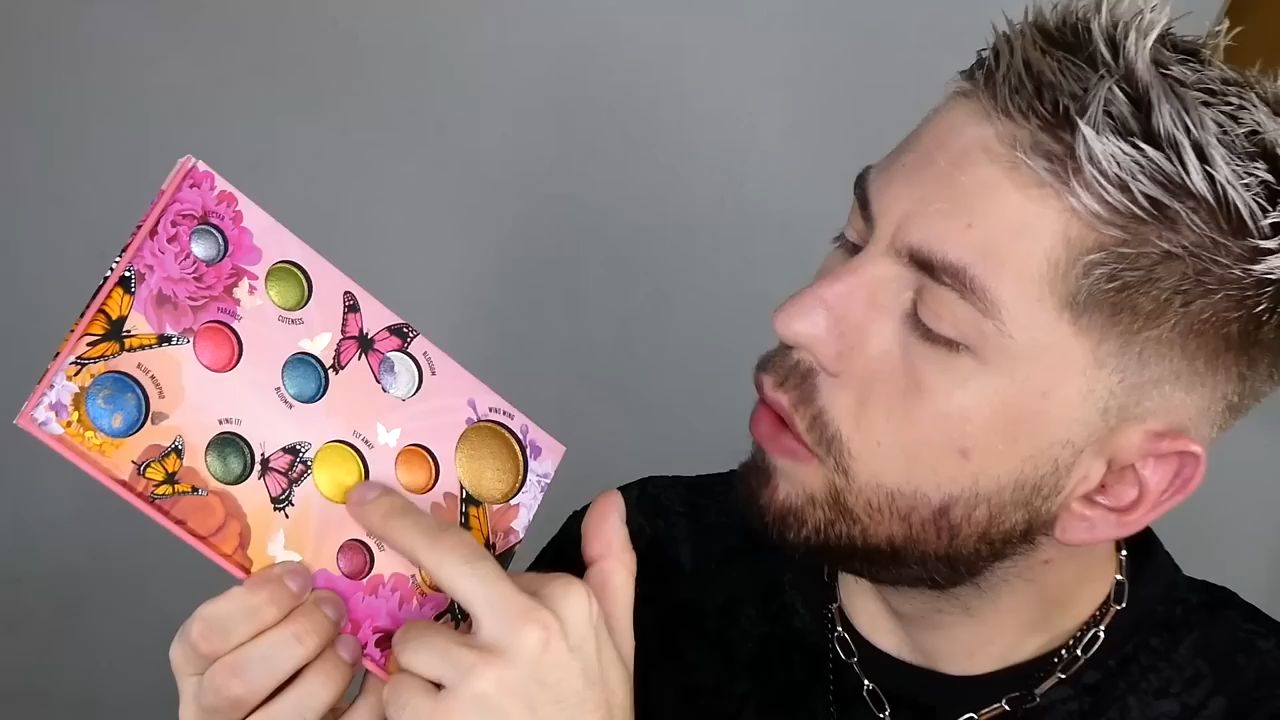 NECTAR
CUTENESS
PARADISE
BLOSSOM
BLOOMIN'
BLUE MORPHO
WING IT!
FLY AWAY
WING WING